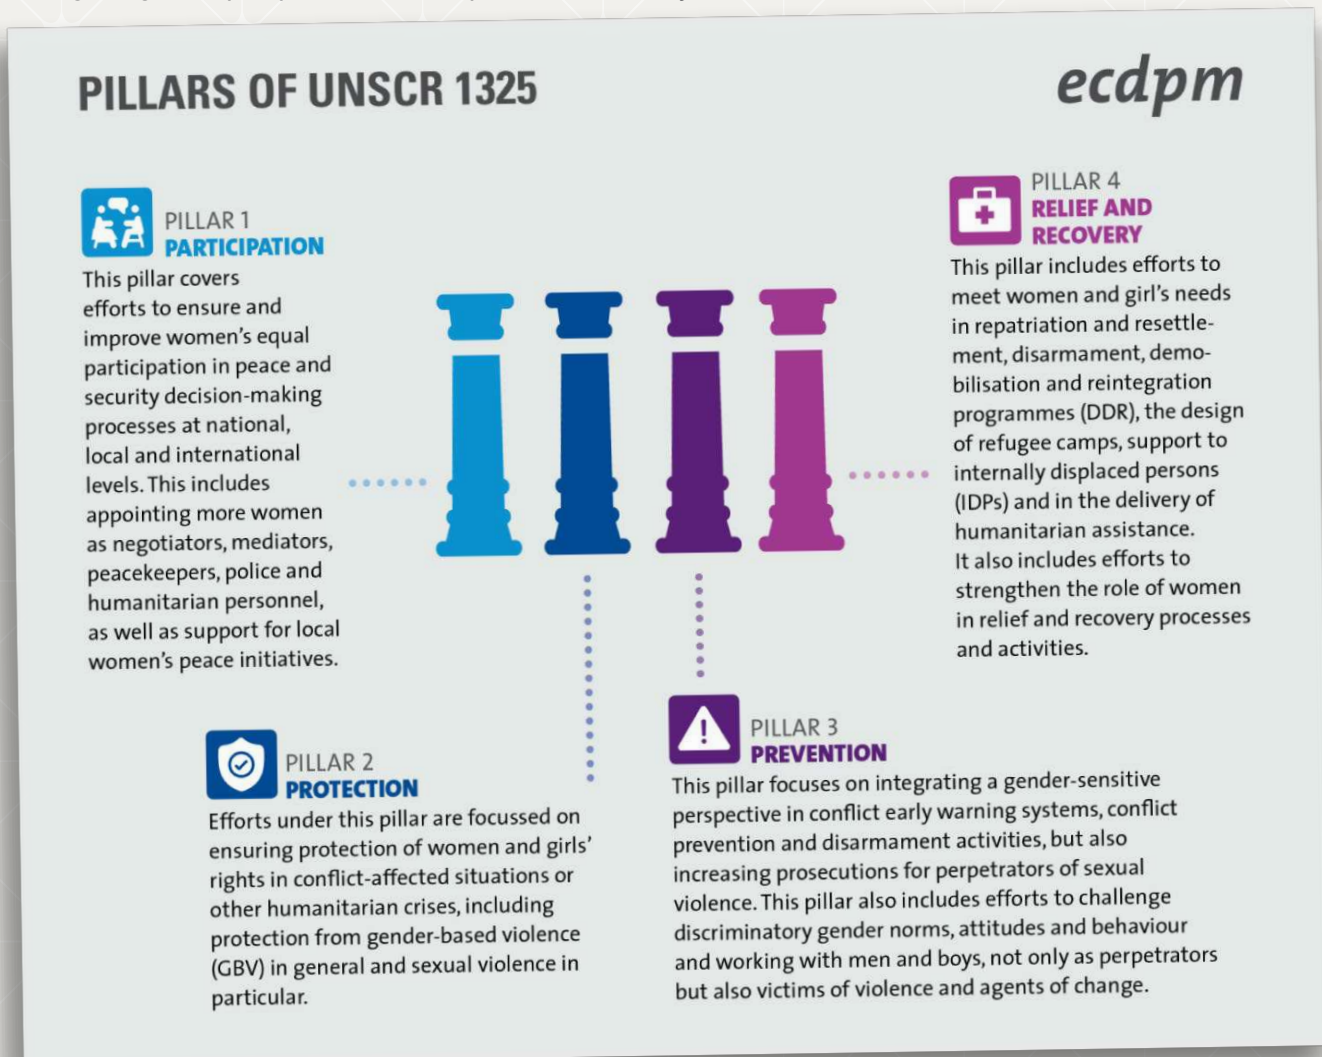 PILLARS OF UNSCR 1325
ecdpm
PILLAR 1
PARTICIPATION
This pillar covers
efforts to ensure and
improve women's equal
participation in peace and
security decision-making
processes at national,
local and international
levels. This includes
appointing more women
as negotiators, mediators,
peacekeepers, police and
humanitarian personnel,
as well as support for local
women's peace initiatives.
PILLAR 2
PROTECTION
Efforts under this pillar are focussed on
ensuring protection of women and girls'
rights in conflict-affected situations or
other humanitarian crises, including
protection from gender-based violence
(GBV) in general and sexual violence in
particular.
PILLAR 3
PREVENTION
This pillar focuses on integrating a gender-sensitive
perspective in conflict early warning systems, conflict
prevention and disarmament activities, but also
increasing prosecutions for perpetrators of sexual
violence. This pillar also includes efforts to challenge
discriminatory gender norms, attitudes and behaviour
and working with men and boys, not only as perpetrators
but also victims of violence and agents of change.
PILLAR 4
RELIEF AND
RECOVERY
This pillar includes efforts to
meet women and girl's needs
in repatriation and resettle-
ment, disarmament, demo-
bilisation and reintegration
programmes (DDR), the design
of refugee camps, support to
internally displaced persons
(IDPs) and in the delivery of
humanitarian assistance.
It also includes efforts to
strengthen the role of women
in relief and recovery processes
and activities.